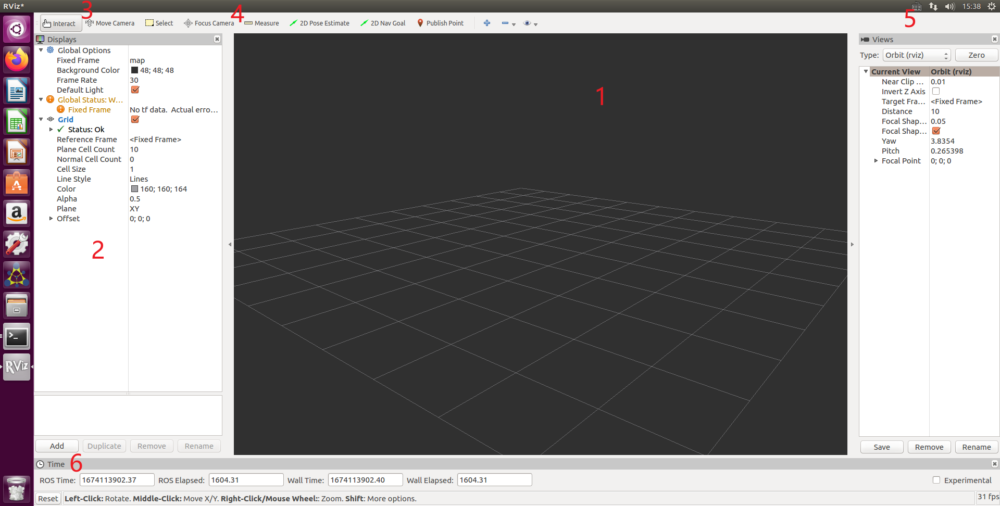 RViz*
15:38
3
4
5
Interact Move Camera Select Focus Camera Measure 2D Pose Estimate 2D Nav Goal Publish Point
Displays
Global Options
Fixed Frame map
Background Color 48; 48; 48
Frame Rate 30
Default Light
Global Status: W...
Fixed Frame No tf data. Actual erro...
Grid
Status: Ok
Reference Frame <Fixed Frame>
Plane Cell Count 10
Normal Cell Count 0
Cell Size 1
Line Style Lines
Color 160; 160; 164
Alpha 0.5
Plane XY
Offset 0; 0; 0
2
Add Duplicate Remove Rename
1
Views
Type: Orbit (rviz) Zero
Current View Orbit (rviz)
Near Clip ... 0.01
Invert Z Axis
Target Fra... <Fixed Frame>
Distance 10
Focal Shap... 0.05
Focal Shap...
Yaw 3.8354
Pitch 0.265398
Focal Point 0; 0; 0
Save Remove Rename
a
>_
RViz
Time 6
ROS Time: 1674113902.37 ROS Elapsed: 1604.31 Wall Time: 1674113902.40 Wall Elapsed: 1604.31 Experimental
Reset Left-Click: Rotate. Middle-Click: Move X/Y. Right-Click/Mouse Wheel:: Zoom. Shift: More options. 31 fps